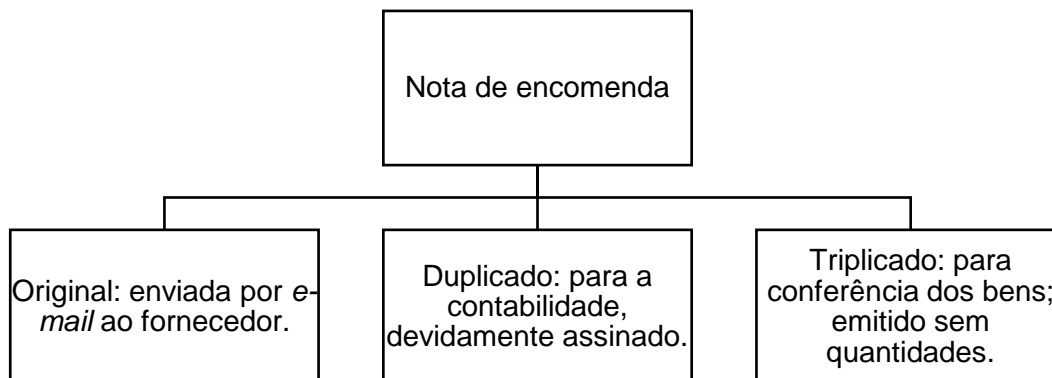 Nota de encomenda
Original: enviada por e-
mail ao fornecedor.
Duplicado: para a
contabilidade,
devidamente assinado.
Triplicado: para
conferência dos bens;
emitido sem
quantidades.